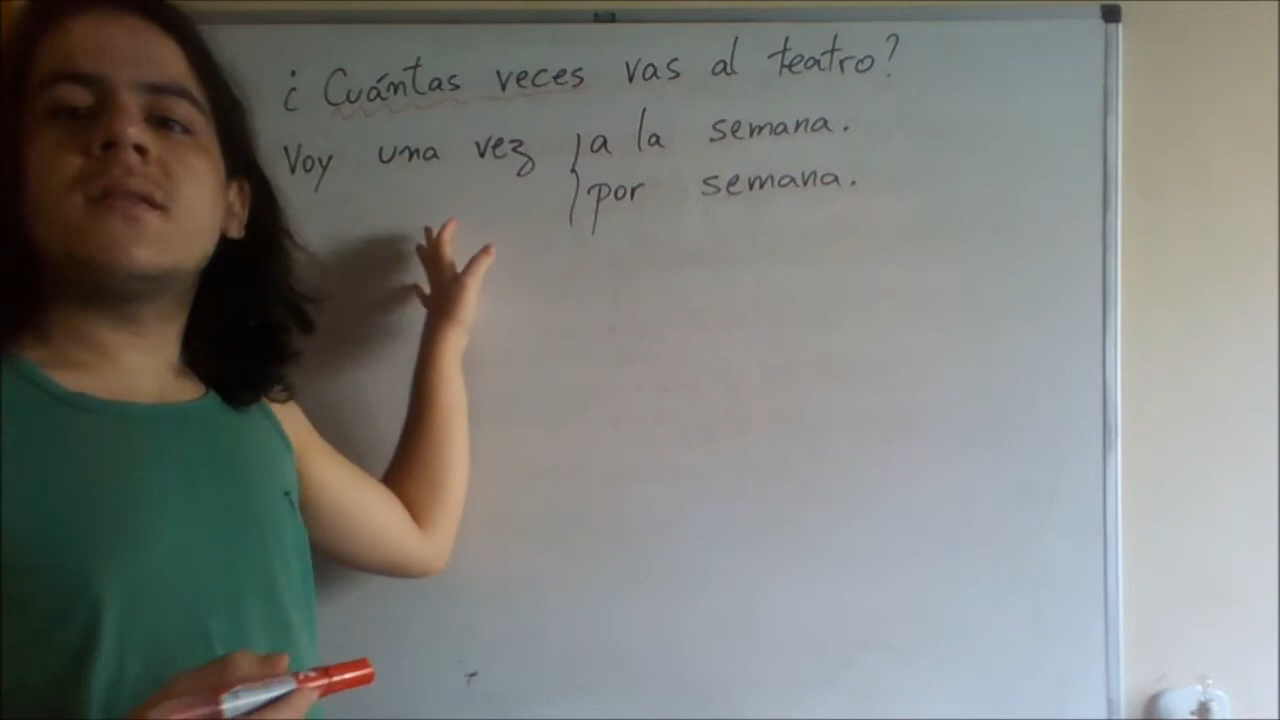 ¿Cuántas veces vas al teatro?
Voy una vez } a la semana.
por semana.